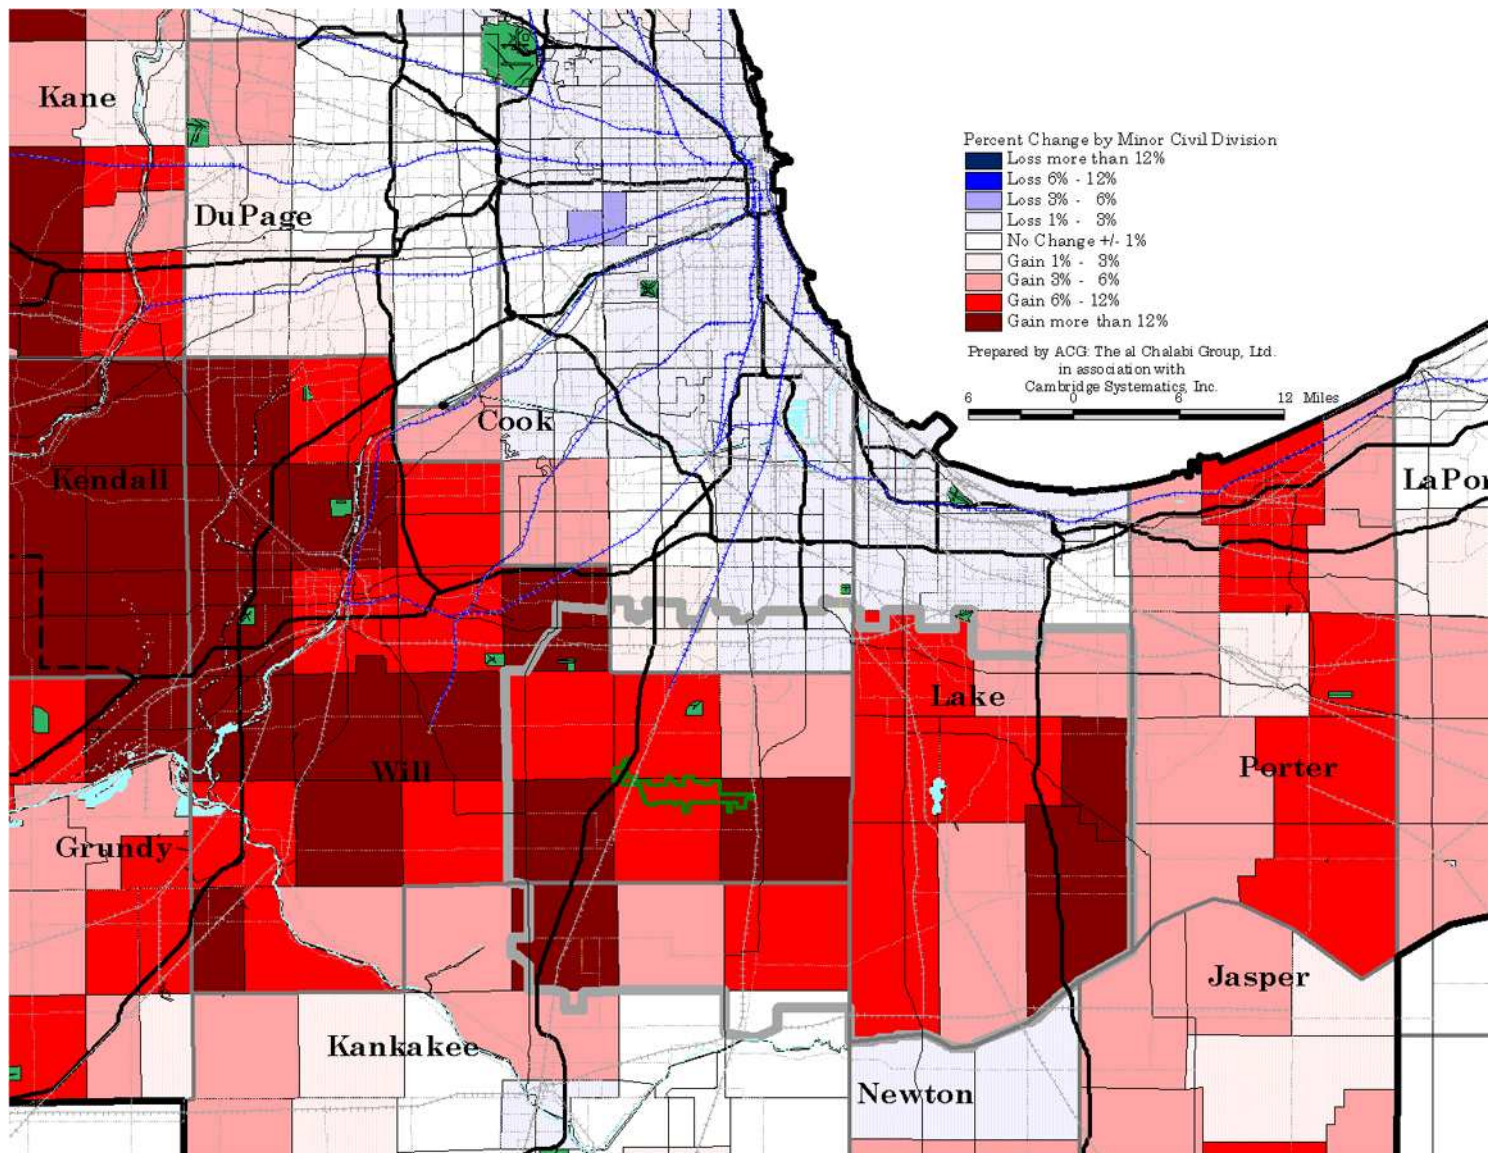 Kane
DuPage
Percent Change by Minor Civil Division
Loss more than 12%
Loss 6% - 12%
Loss 3% - 6%
Loss 1% - 3%
No Change +/- 1%
Gain 1% - 3%
Gain 3% - 6%
Gain 6% - 12%
Gain more than 12%
Prepared by ACG: The al Chalabi Group, Ltd.
in association with
Cambridge Systematics, Inc.
6 0 6 12 Miles
Cook
Kendall
LaPor
Lake
Will
Porter
Grundy
Jasper
Kankakee
Newton